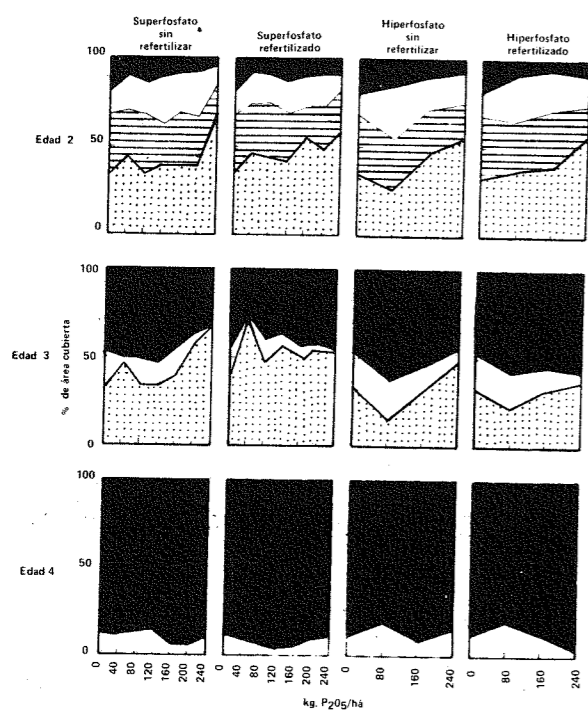 Superfosfato
sin
refertilizar
Superfosfato
refertilizado
Hiperfosfato
sin
refertilizar
Hiperfosfato
refertilizado
100
Edad 2
50
0
100
Edad 3
50
0
% de área cubierta
100
Edad 4
50
0
0 40 80 120 160 200 240
0 40 80 120 160 200 240
0 80 160 240
0 80 160 240
kg. P2O5/há